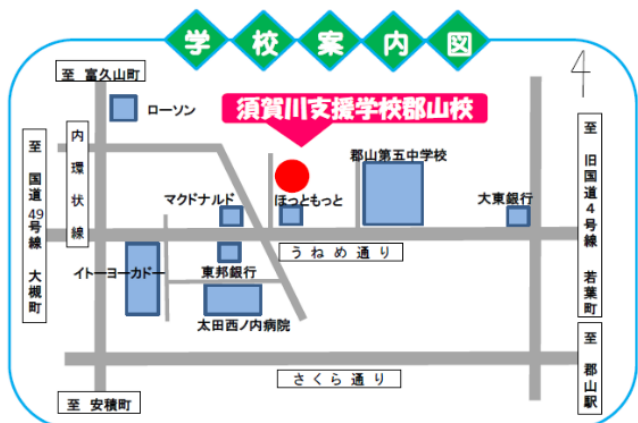 学校案内図
至 富久山町
ローソン
須賀川支援学校郡山校
内環状線
至 国道49号線 大槻町
郡山第五中学校
至 旧国道4号線 若葉町
マクドナルド
ほっともっと
大東銀行
うねめ通り
イトーヨーカドー
東邦銀行
太田西ノ内病院
至 郡山駅
さくら通り
至 安積町